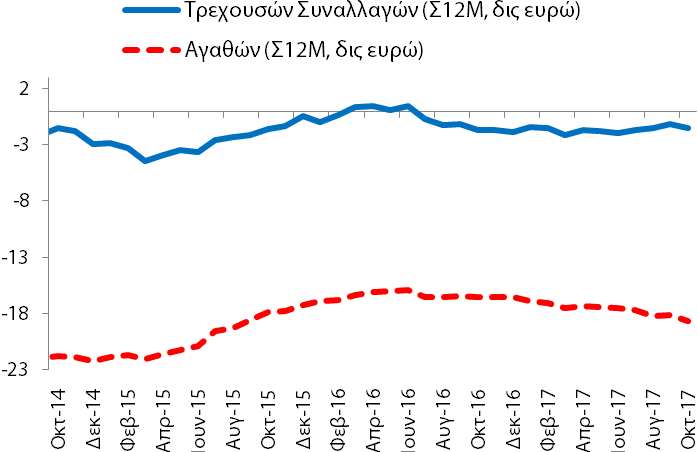 Τρεχουσών Συναλλαγών (Σ12Μ, δις ευρώ)
Αγαθών (Σ12Μ, δις ευρώ)
2
-3
-8
-13
-18
-23
Οκτ-14
Δεκ-14
Φεβ-15
Απρ-15
Ιουν-15
Αυγ-15
Οκτ-15
Δεκ-15
Φεβ-16
Απρ-16
Ιουν-16
Αυγ-16
Οκτ-16
Δεκ-16
Φεβ-17
Απρ-17
Ιουν-17
Αυγ-17
Οκτ-17